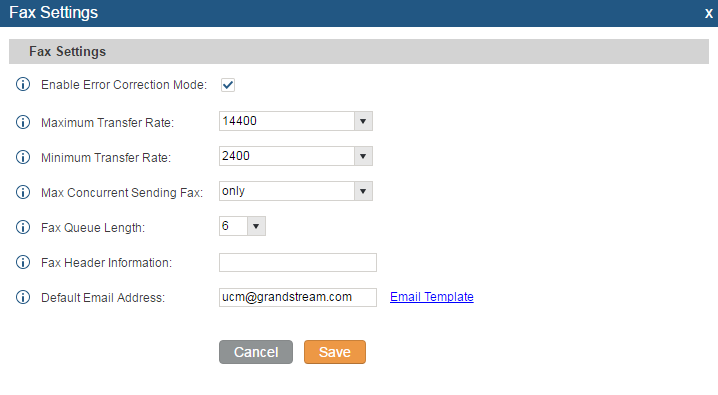 Fax Settings X
Fax Settings
Enable Error Correction Mode:
Maximum Transfer Rate: 14400
Minimum Transfer Rate: 2400
Max Concurrent Sending Fax: only
Fax Queue Length: 6
Fax Header Information:
Default Email Address: ucm@grandstream.com Email Template
Cancel Save